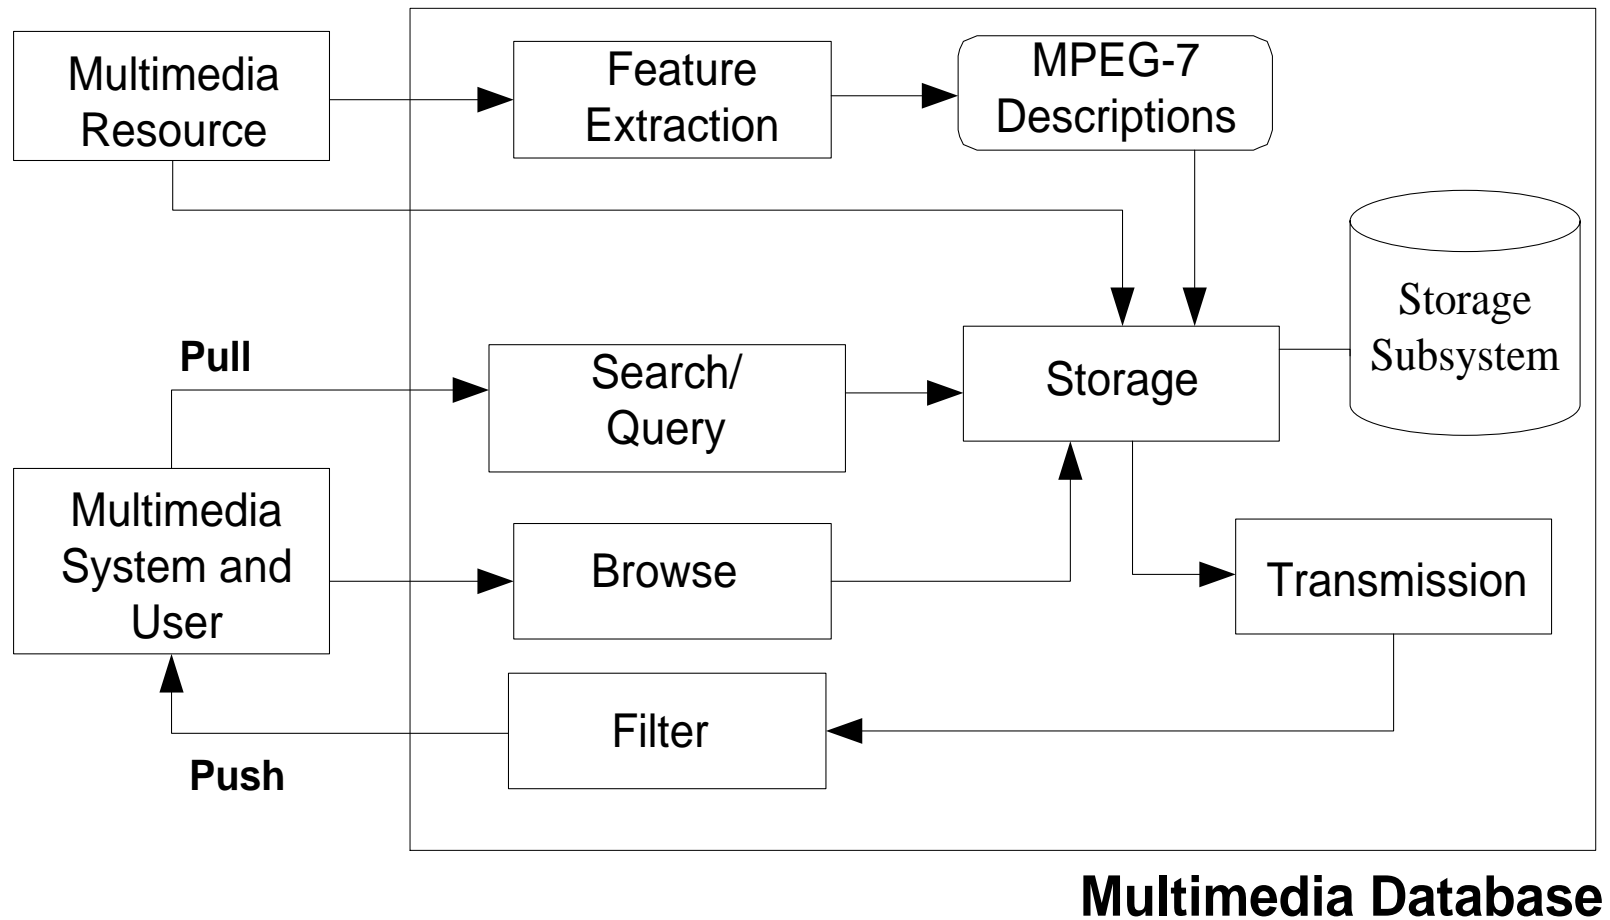 Multimedia
Resource
Feature
Extraction
MPEG-7
Descriptions
Storage
Subsystem
Pull
Search/
Query
Storage
Multimedia
System and
User
Browse
Transmission
Filter
Push
Multimedia Database